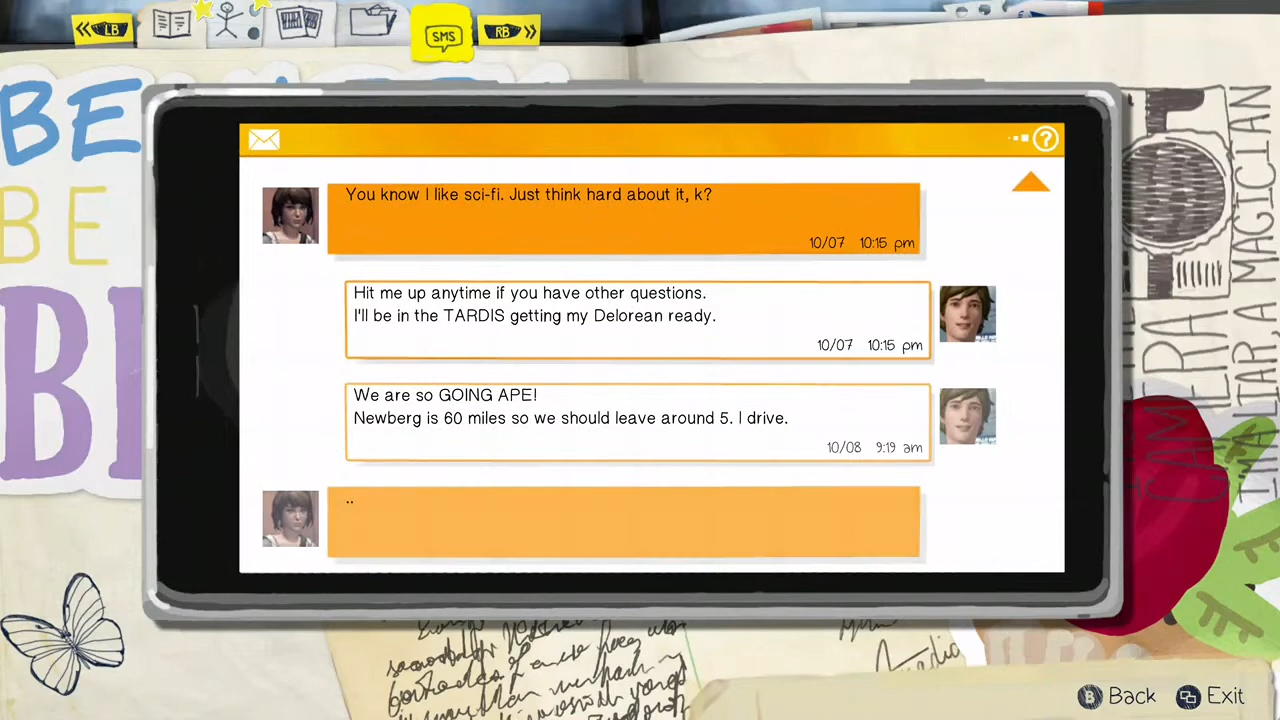 LB
SMS
RB
BE
BE
You know I like sci-fi. Just think hard about it, k?
10/07 10:15 pm
Hit me up anytime if you have other questions.
I'll be in the TARDIS getting my Delorean ready.
10/07 10:15 pm
We are so GOING APE!
Newberg is 60 miles so we should leave around 5. I drive.
10/08 9:19 am
..
CAMERA
I'M A LIAR, A MAGICIAN
B Back
Exit